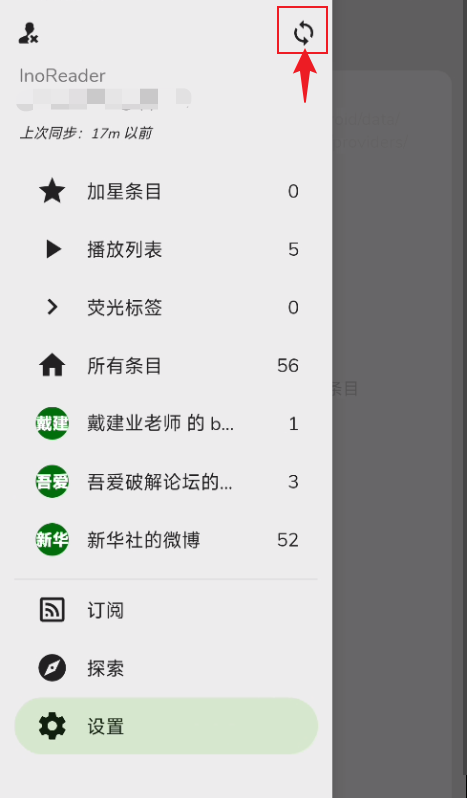 InoReader
上次同步：17m 以前
加星条目 0
播放列表 5
荧光标签 0
所有条目 56
戴建 戴建业老师 的 b... 1
吾爱 吾爱破解论坛的... 3
新华 新华社的微博 52
条目
订阅
探索
设置